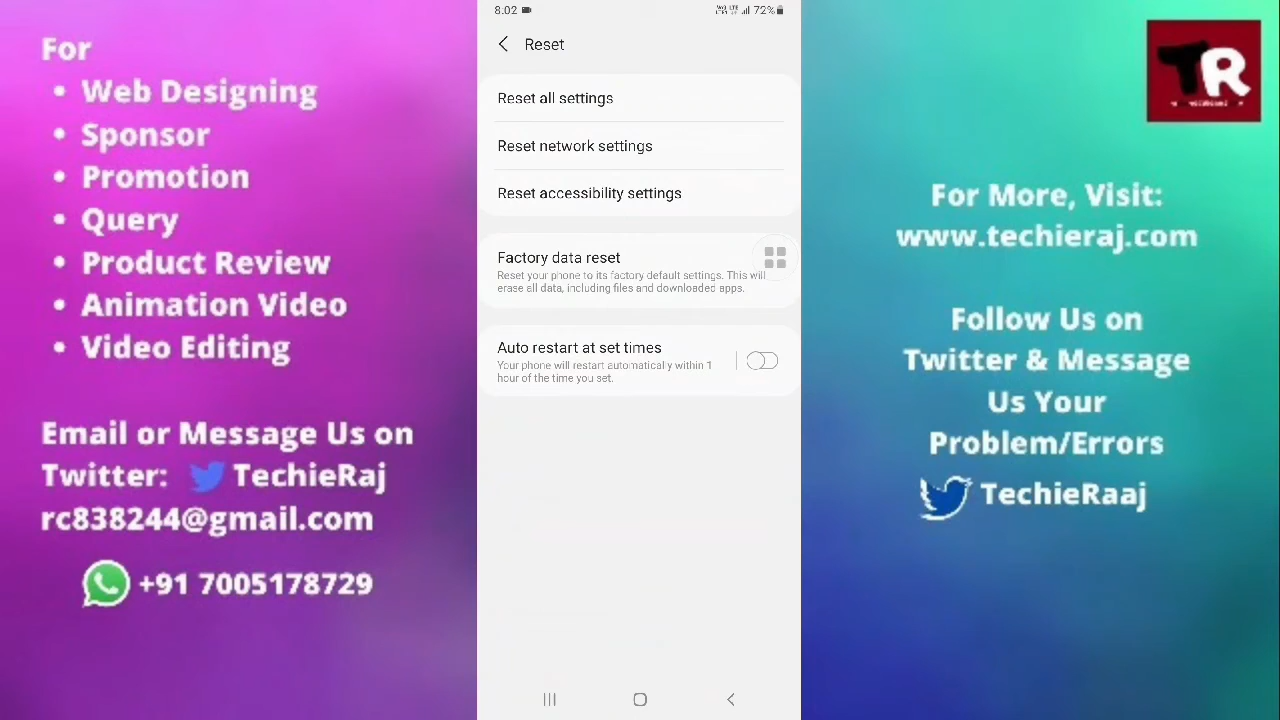 For
• Web Designing
• Sponsor
• Promotion
• Query
• Product Review
• Animation Video
• Video Editing
Email or Message Us on
Twitter: TechieRaj
rc838244@gmail.com
+91 7005178729
8:02
72%
Reset
Reset all settings
Reset network settings
Reset accessibility settings
Factory data reset
Reset your phone to its factory default settings. This will
erase all data, including files and downloaded apps.
Auto restart at set times
Your phone will restart automatically within 1
hour of the time you set.
TR
For More, Visit:
www.techieraj.com
Follow Us on
Twitter & Message
Us Your
Problem/Errors
TechieRaaj